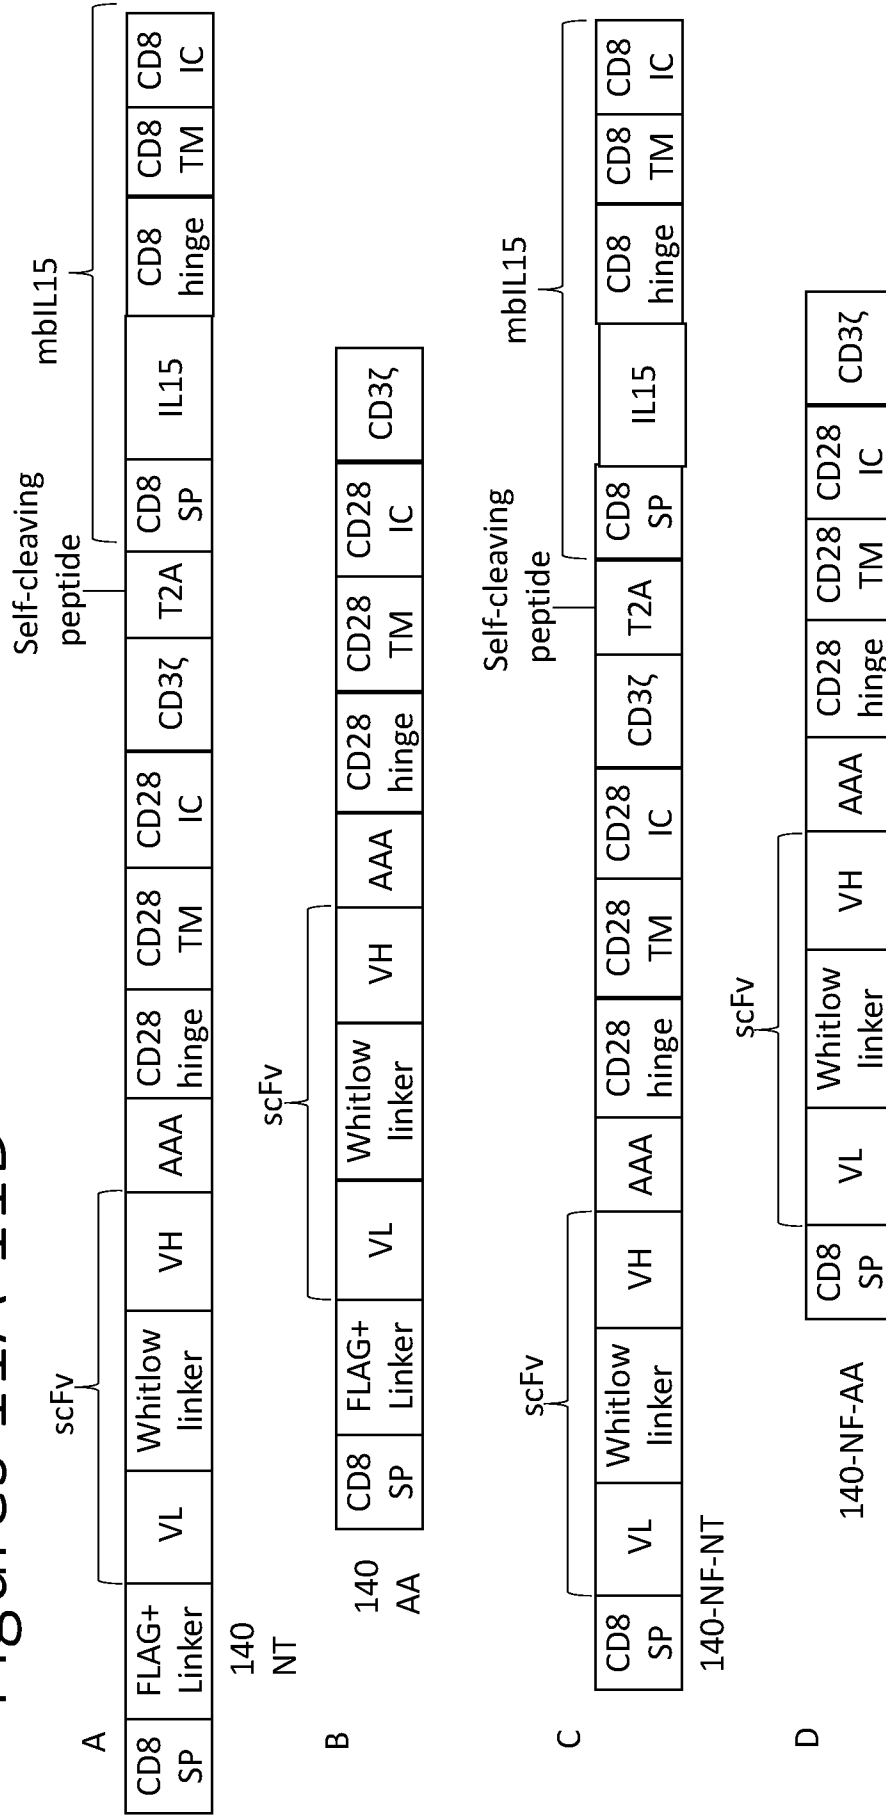 scFv
Self-cleaving
peptide
mbIL15
A
CD8
SP
FLAG+
Linker
VL
Whitlow
linker
VH
AAA
CD28
hinge
CD28
TM
CD28
IC
CD3ζ
T2A
CD8
SP
IL15
CD8
hinge
CD8
TM
CD8
IC
140
NT
scFv
B
140
AA
CD8
SP
FLAG+
Linker
VL
Whitlow
linker
VH
AAA
CD28
hinge
CD28
TM
CD28
IC
CD3ζ
scFv
Self-cleaving
peptide
mbIL15
C
CD8
SP
VL
Whitlow
linker
VH
AAA
CD28
hinge
CD28
TM
CD28
IC
CD3ζ
T2A
CD8
SP
IL15
CD8
hinge
CD8
TM
CD8
IC
140-NF-NT
scFv
D
140-NF-AA
CD8
SP
VL
Whitlow
linker
VH
AAA
CD28
hinge
CD28
TM
CD28
IC
CD3ζ